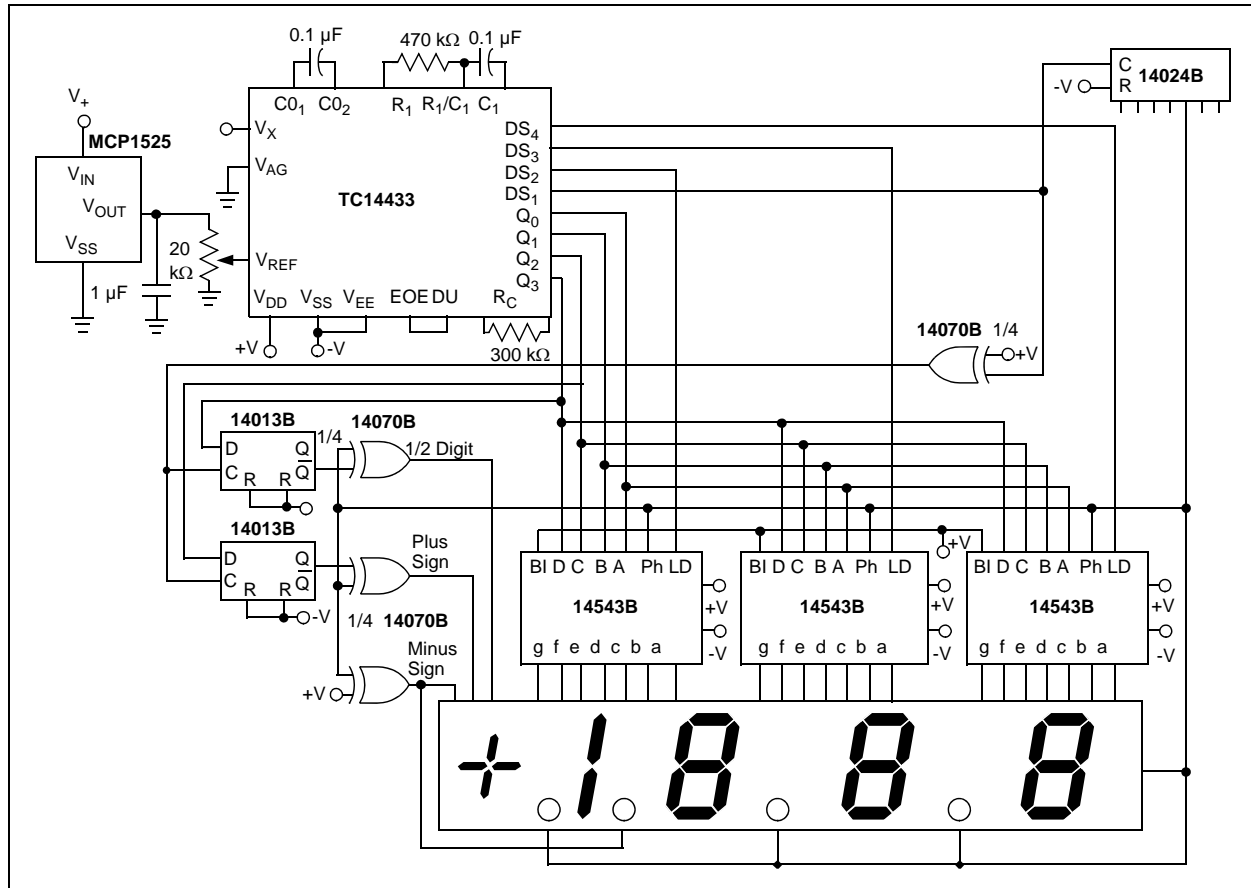 0.1 µF
470 kΩ
0.1 µF
CO1 CO2
R1 R1/C1 C1
V+
MCP1525
VIN
VOUT
VSS
20
kΩ
1 µF
VX
VAG
TC14433
VREF
VDD VSS VEE EOE DU RC
DS4
DS3
DS2
DS1
Q0
Q1
Q2
Q3
+V
-V
300 kΩ
C
R
14024B
-V
14070B 1/4
+V
14013B
D Q
C Q
R R
1/4
14070B
1/2 Digit
14013B
D Q
C Q
R R
-V
Plus
Sign
1/4 14070B
Minus
Sign
+V
+V
BI D C B A Ph LD
14543B
g f e d c b a
+V
-V
BI D C B A Ph LD
14543B
g f e d c b a
+V
-V
BI D C B A Ph LD
14543B
g f e d c b a
+V
-V
+1 8 8 8